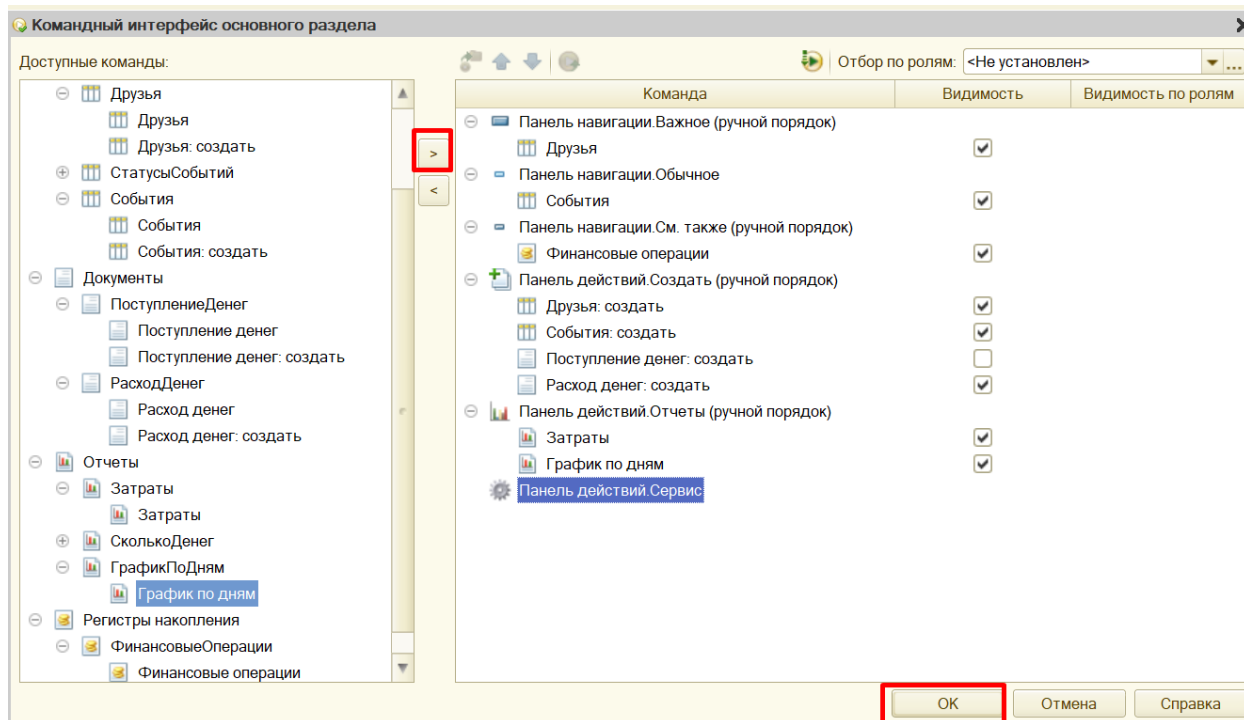 Командный интерфейс основного раздела
Доступные команды:
Отбор по ролям: <Не установлен>
...
Друзья
Друзья
Друзья: создать
СтатусыСобытий
События
События
События: создать
Документы
ПоступлениеДенег
Поступление денег
Поступление денег: создать
РасходДенег
Расход денег
Расход денег: создать
Отчеты
Затраты
Затраты
СколькоДенег
ГрафикПоДням
График по дням
Регистры накопления
ФинансовыеОперации
Финансовые операции
>
<
Команда Видимость Видимость по ролям
Панель навигации.Важное (ручной порядок)
Друзья
Панель навигации.Обычное
События
Панель навигации.См. также (ручной порядок)
Финансовые операции
Панель действий.Создать (ручной порядок)
Друзья: создать
События: создать
Поступление денег: создать
Расход денег: создать
Панель действий.Отчеты (ручной порядок)
Затраты
График по дням
Панель действий.Сервис
ОК Отмена Справка